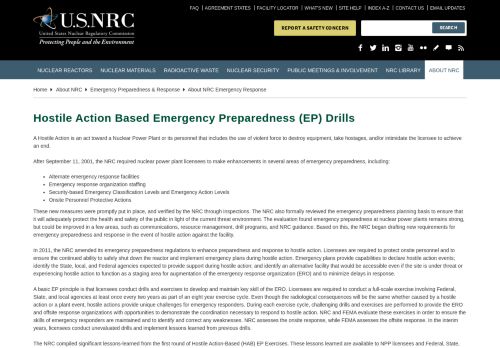 FAQ | AGREEMENT STATES | FACILITY LOCATOR | WHAT'S NEW | SITE HELP | INDEX A-Z | CONTACT US | EMAIL UPDATES
U.S.NRC
United States Nuclear Regulatory Commission
Protecting People and the Environment
REPORT A SAFETY CONCERN
SEARCH
NUCLEAR REACTORS NUCLEAR MATERIALS RADIOACTIVE WASTE NUCLEAR SECURITY PUBLIC MEETINGS & INVOLVEMENT NRC LIBRARY ABOUT NRC
Home About NRC Emergency Preparedness & Response About NRC Emergency Response
Hostile Action Based Emergency Preparedness (EP) Drills
A Hostile Action is an act toward a Nuclear Power Plant or its personnel that includes the use of violent force to destroy equipment, take hostages, and/or intimidate the licensee to achieve
an end.
After September 11, 2001, the NRC required nuclear power plant licensees to make enhancements in several areas of emergency preparedness, including:
Alternate emergency response facilities
Emergency response organization staffing
Security-based Emergency Classification Levels and Emergency Action Levels
Onsite Personnel Protective Actions
These new measures were promptly put in place, and verified by the NRC through inspections. The NRC also formally reviewed the emergency preparedness planning basis to ensure that
it still adequately protect the health and safety of the public in light of the current threat environment. The evaluation found emergency preparedness at nuclear power plants remains strong,
but could be improved in a few areas, such as communications, resource management, drill programs, and NRC guidance. Based on this, the NRC began drafting new requirements for
emergency preparedness and response in the event of hostile action against the facility.
In 2011, the NRC amended its emergency preparedness regulations to enhance preparedness and response to hostile action. Licensees are required to protect onsite personnel and to
ensure the continued ability to safely shut down the reactor and implement emergency plans during hostile action. Emergency plans provide capabilities to declare hostile action events;
identify the State, local, and Federal agencies expected to provide support during hostile action; and identify an alternative facility that would be accessible even if the site is under threat or
experiencing hostile action to function as a staging area for augmentation of the emergency response organization (ERO) and to minimize delays in response.
A basic EP principle is that licensees conduct drills and exercises to develop and maintain key skill of the ERO. Licensees are required to conduct a full-scale exercise involving Federal,
State, and local agencies at least once every two years as part of an eight year exercise cycle. Even though the radiological consequences will be the same whether caused by a hostile
action or a plant event, hostile actions provide unique challenges for emergency responders. During each exercise cycle, challenging drills and exercises are performed to provide the ERO
and offsite response organizations with opportunities to demonstrate the coordination necessary to respond to hostile action. NRC and FEMA evaluate these exercises in order to ensure the
skills of emergency responders are maintained and to identify and correct any weaknesses. NRC assesses the onsite response, while FEMA assesses the offsite response. In the interim
years, licensees conduct unevaluated drills and implement lessons learned from previous drills.
The NRC compiled significant lessons-learned from the first round of Hostile Action-Based (HAB) EP Exercises. These lessons learned are available to NPP licensees and Federal, State,